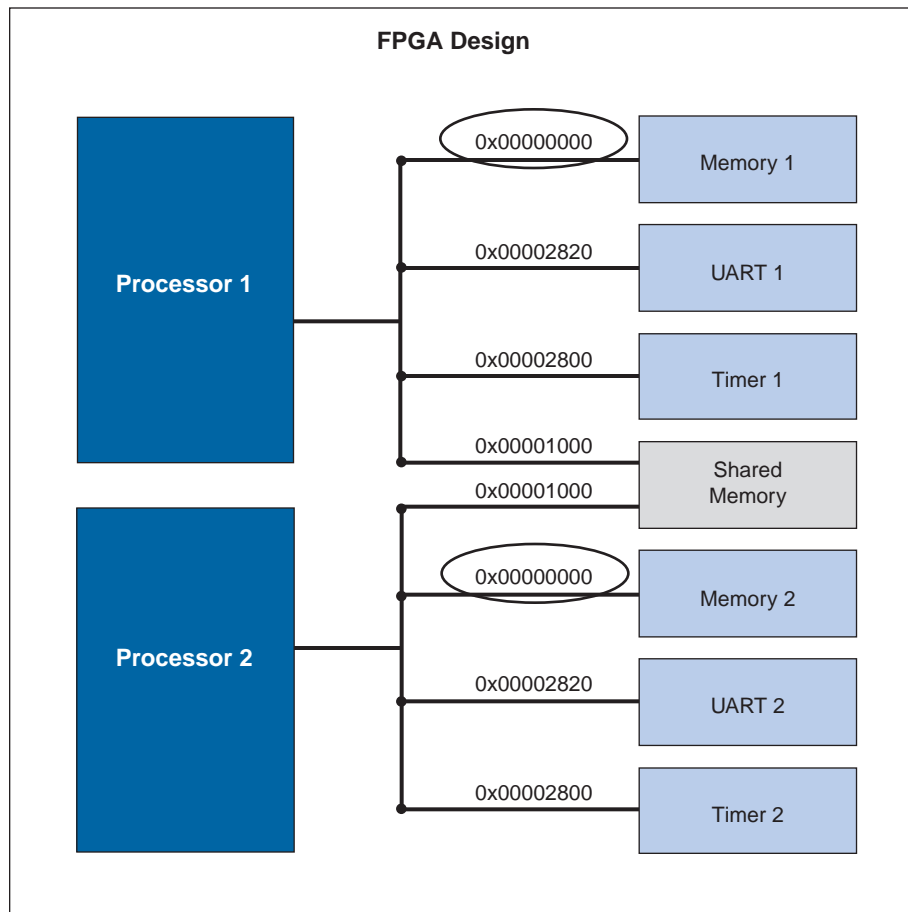 FPGA Design
Processor 1
0x00000000
Memory 1
0x00002820
UART 1
0x00002800
Timer 1
0x00001000
Shared
Memory
0x00001000
Processor 2
0x00000000
Memory 2
0x00002820
UART 2
0x00002800
Timer 2